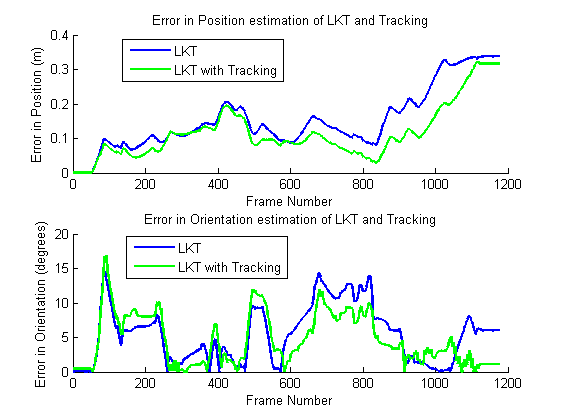 Error in Position estimation of LKT and Tracking
0.4
0.3
0.2
0.1
0
Error in Position (m)
LKT
LKT with Tracking
0 200 400 600 800 1000 1200
Frame Number
Error in Orientation estimation of LKT and Tracking
20
15
10
5
0
Error in Orientation (degrees)
LKT
LKT with Tracking
0 200 400 600 800 1000 1200
Frame Number